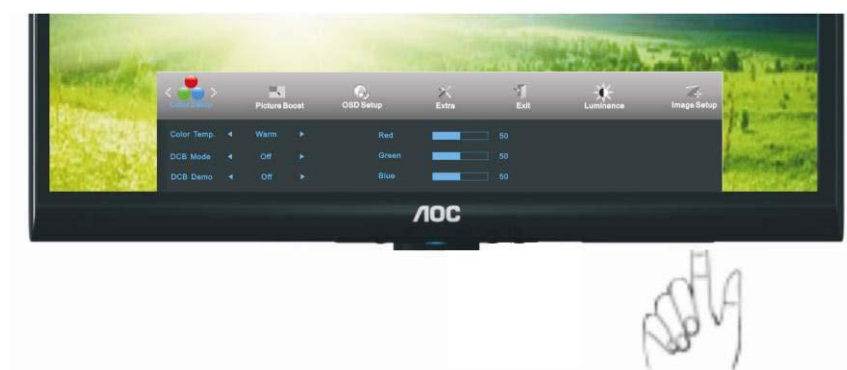 Color Setup Picture Boost OSD Setup Extra Exit Luminence Image Setup
Color Temp. Warm Red 50
DCB Mode Off Green 50
DCB Demo Off Blue 50
AOC